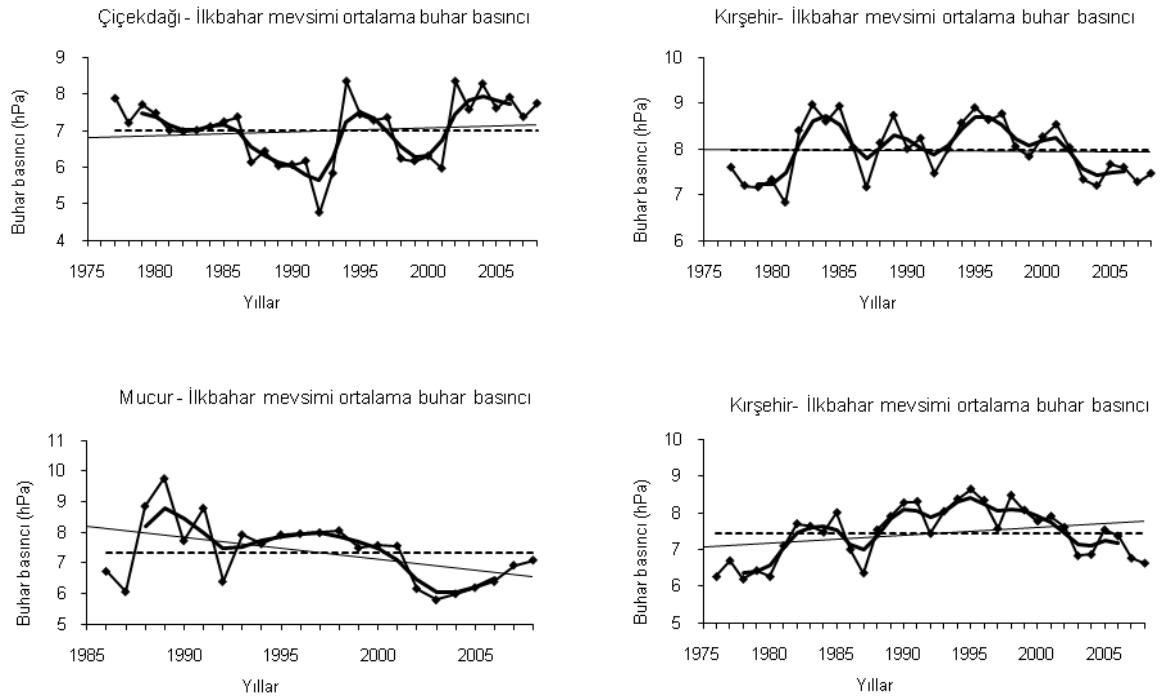 Çiçekdağı - İlkbahar mevsimi ortalama buhar basıncı
Buhar basıncı (hPa)
9
8
7
6
5
4
1975 1980 1985 1990 1995 2000 2005
Yıllar
Kırşehir- İlkbahar mevsimi ortalama buhar basıncı
Buhar basıncı (hPa)
10
9
8
7
6
1975 1980 1985 1990 1995 2000 2005
Yıllar
Mucur - İlkbahar mevsimi ortalama buhar basıncı
Buhar basıncı (hPa)
11
10
9
8
7
6
5
1985 1990 1995 2000 2005
Yıllar
Kırşehir- İlkbahar mevsimi ortalama buhar basıncı
Buhar basıncı (hPa)
10
9
8
7
6
5
1975 1980 1985 1990 1995 2000 2005
Yıllar